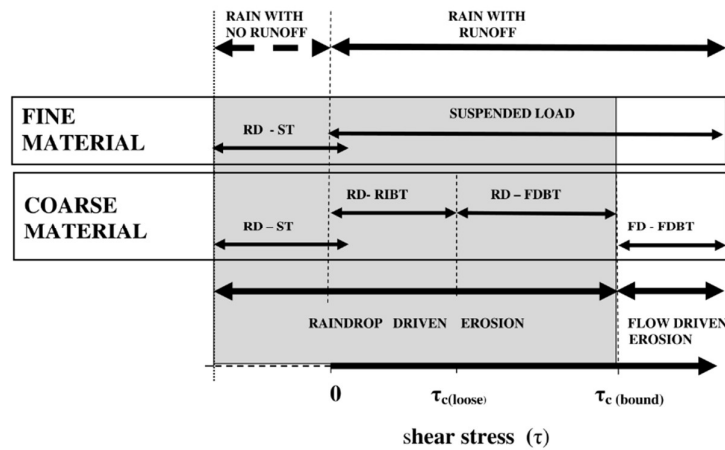 RAIN WITH
NO RUNOFF
RAIN WITH
RUNOFF
FINE
MATERIAL
RD - ST
SUSPENDED LOAD
COARSE
MATERIAL
RD - ST
RD- RIBT
RD – FDBT
FD - FDBT
RAINDROP DRIVEN EROSION
FLOW DRIVEN
EROSION
0
τc(loose)
τc (bound)
shear stress (τ)